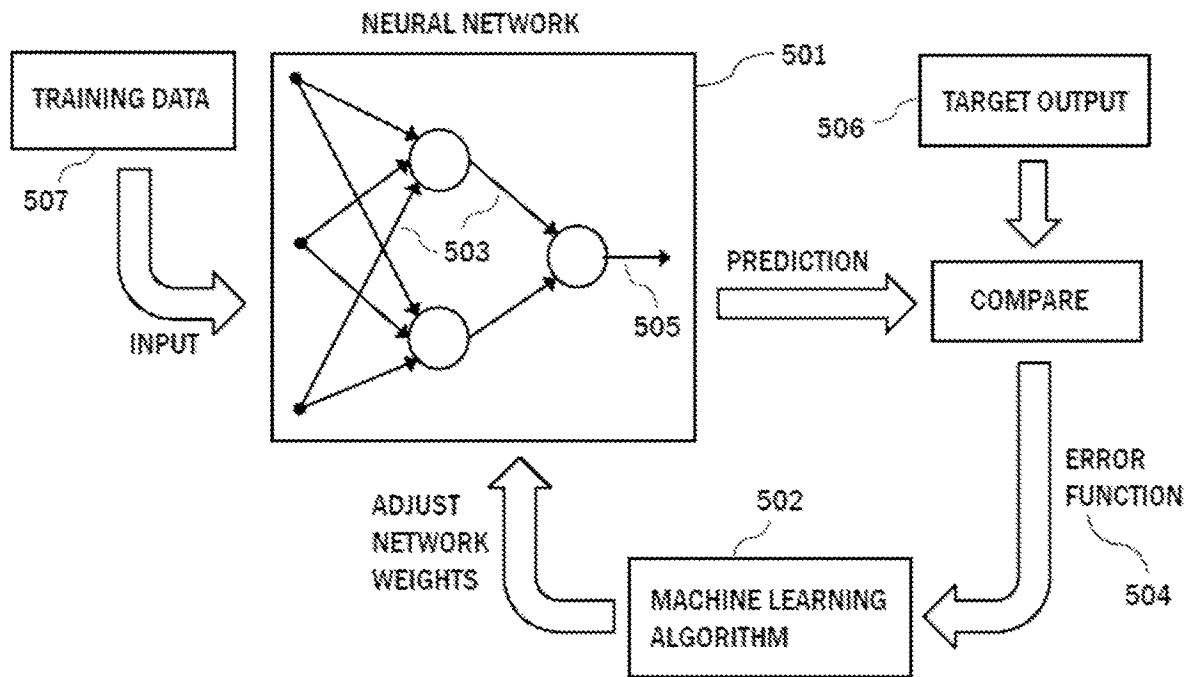 NEURAL NETWORK
501
TRAINING DATA
TARGET OUTPUT
506
507
503
PREDICTION
COMPARE
505
INPUT
ERROR
FUNCTION
504
502
ADJUST
NETWORK
WEIGHTS
MACHINE LEARNING
ALGORITHM